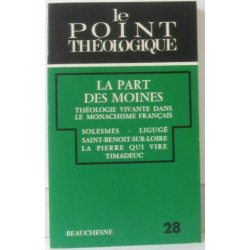 le
POINT
THÉOLOGIQUE
LA PART
DES MOINES
THÉOLOGIE VIVANTE DANS
LE MONACHISME FRANÇAIS
SOLESMES - LIGUGÉ
SAINT-BENOIT-SUR-LOIRE
LA PIERRE QUI VIRE
TIMADEUC
BEAUCHESNE
28